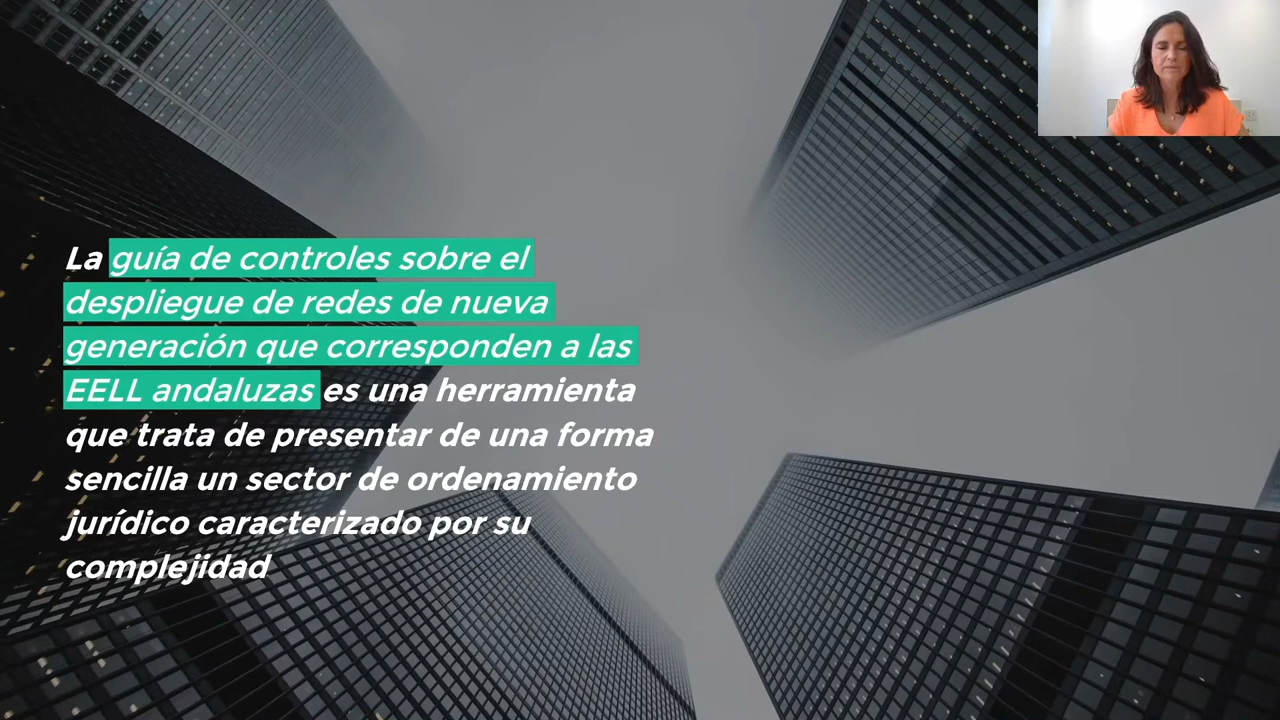 La guía de controles sobre el
despliegue de redes de nueva
generación que corresponden a las
EELL andaluzas es una herramienta
que trata de presentar de una forma
sencilla un sector de ordenamiento
jurídico caracterizado por su
complejidad